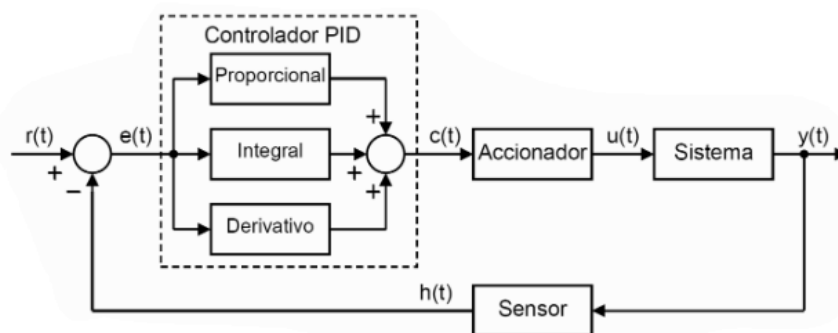 Controlador PID
Proporcional
+
r(t)
e(t)
Integral
c(t)
Accionador
u(t)
Sistema
y(t)
+
+
−
+
Derivativo
h(t)
Sensor